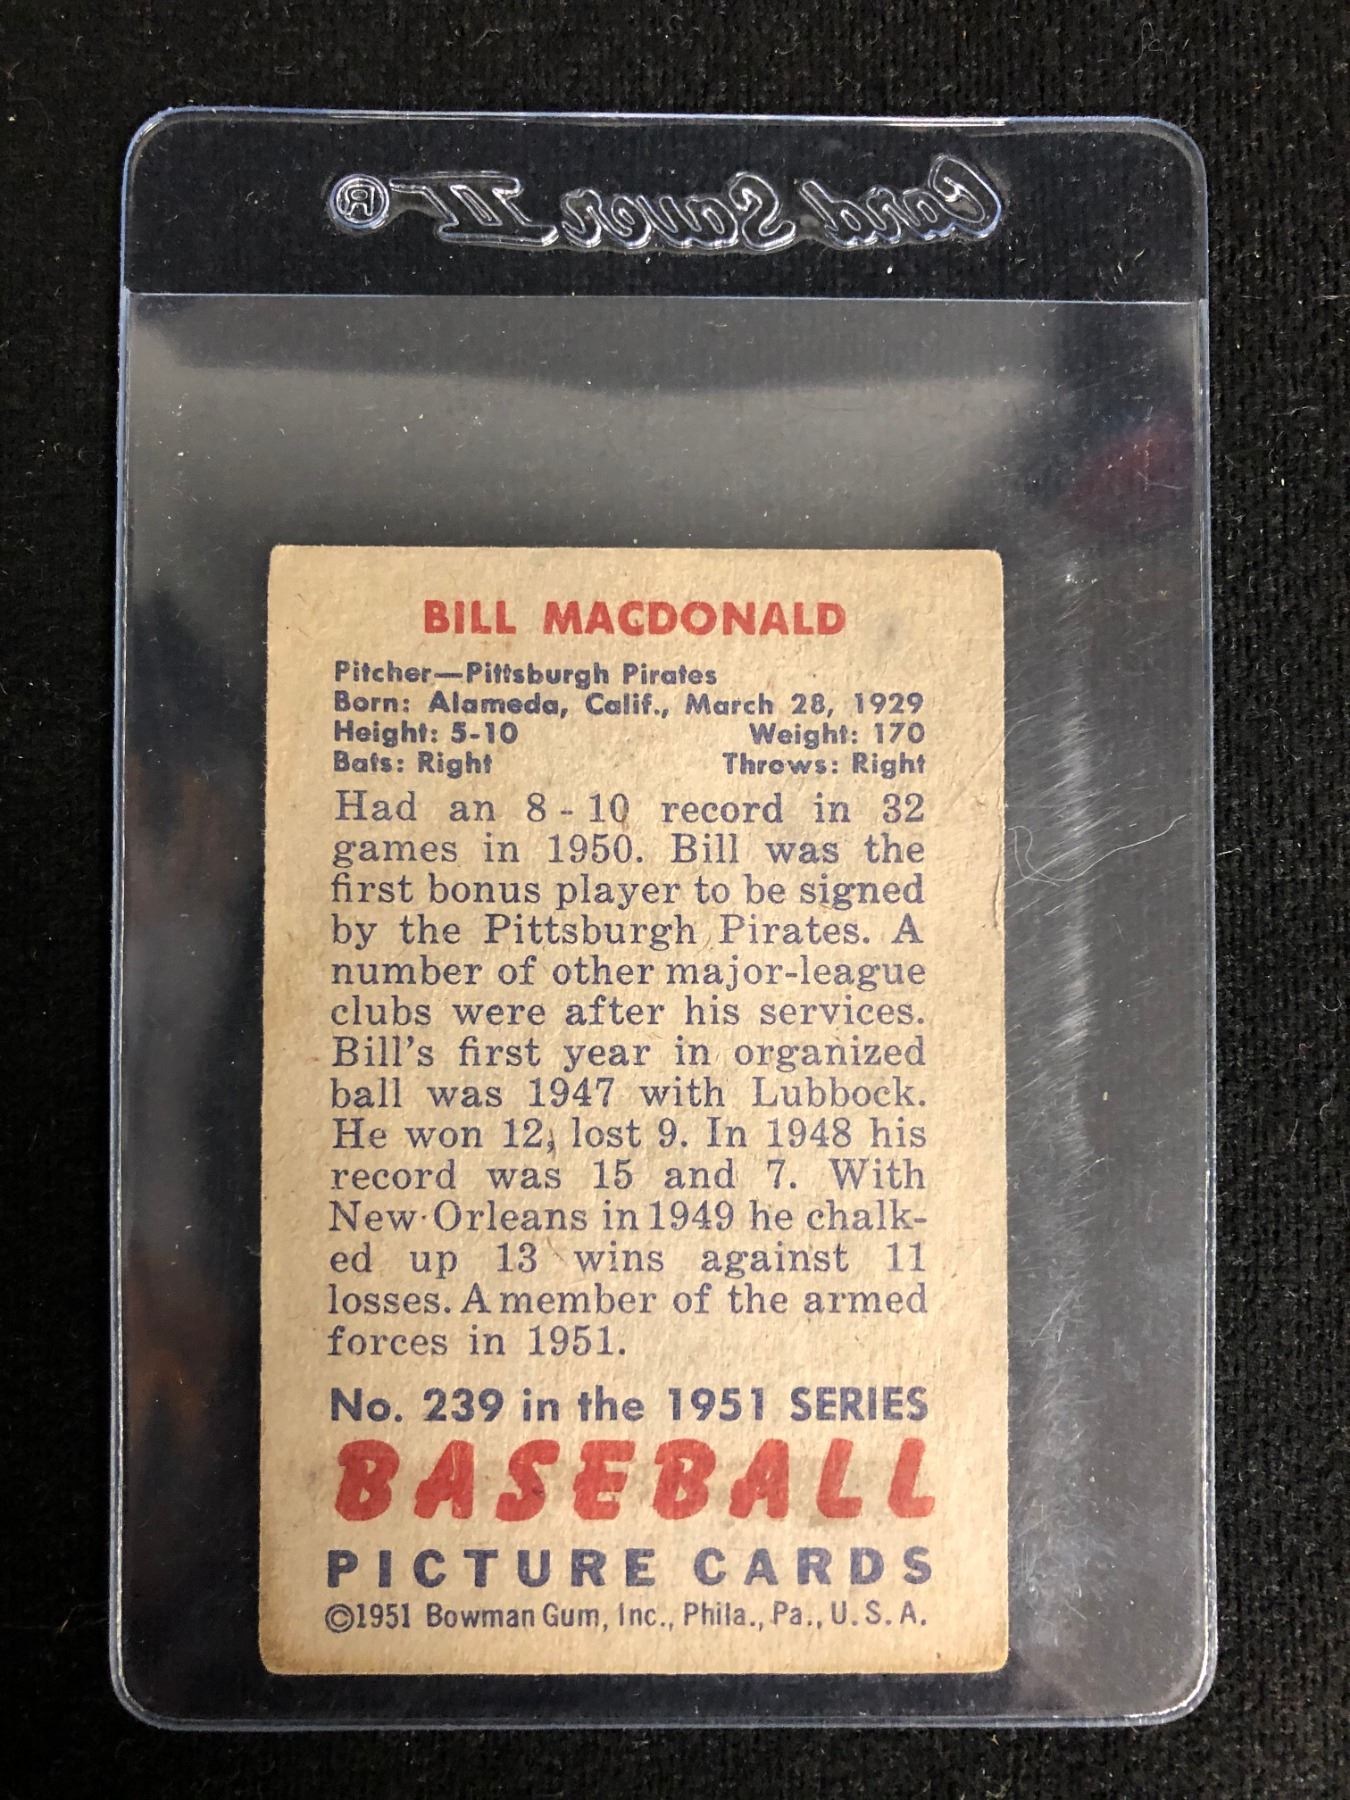 Card Saver II ®
BILL MACDONALD
Pitcher—Pittsburgh Pirates
Born: Alameda, Calif., March 28, 1929
Height: 5-10 Weight: 170
Bats: Right Throws: Right
Had an 8-10 record in 32
games in 1950. Bill was the
first bonus player to be signed
by the Pittsburgh Pirates. A
number of other major-league
clubs were after his services.
Bill's first year in organized
ball was 1947 with Lubbock.
He won 12, lost 9. In 1948 his
record was 15 and 7. With
New Orleans in 1949 he chalk-
ed up 13 wins against 11
losses. A member of the armed
forces in 1951.
No. 239 in the 1951 SERIES
BASEBALL
PICTURE CARDS
©1951 Bowman Gum, Inc., Phila., Pa., U.S.A.